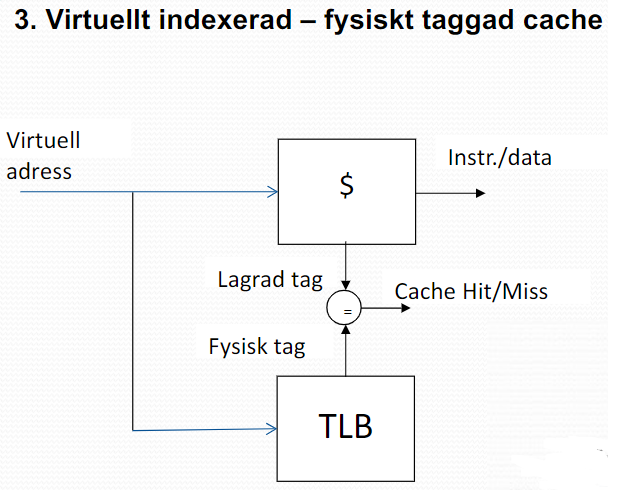 3. Virtuellt indexerad – fysiskt taggad cache
Virtuell
adress
$
Instr./data
Lagrad tag
=
Cache Hit/Miss
Fysisk tag
TLB